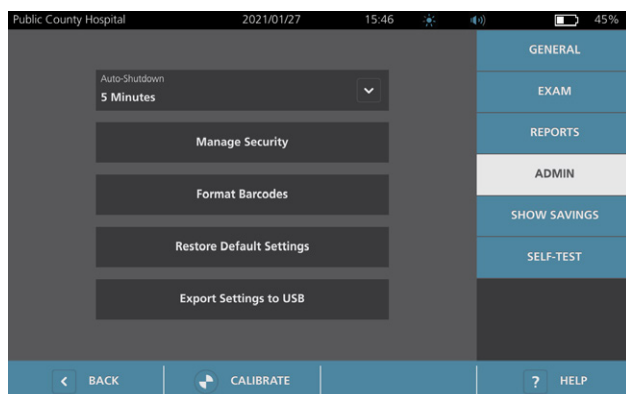 Public County Hospital 2021/01/27 15:46 45%
GENERAL
Auto-Shutdown
5 Minutes
EXAM
Manage Security
REPORTS
ADMIN
Format Barcodes
SHOW SAVINGS
Restore Default Settings
SELF-TEST
Export Settings to USB
BACK CALIBRATE ? HELP